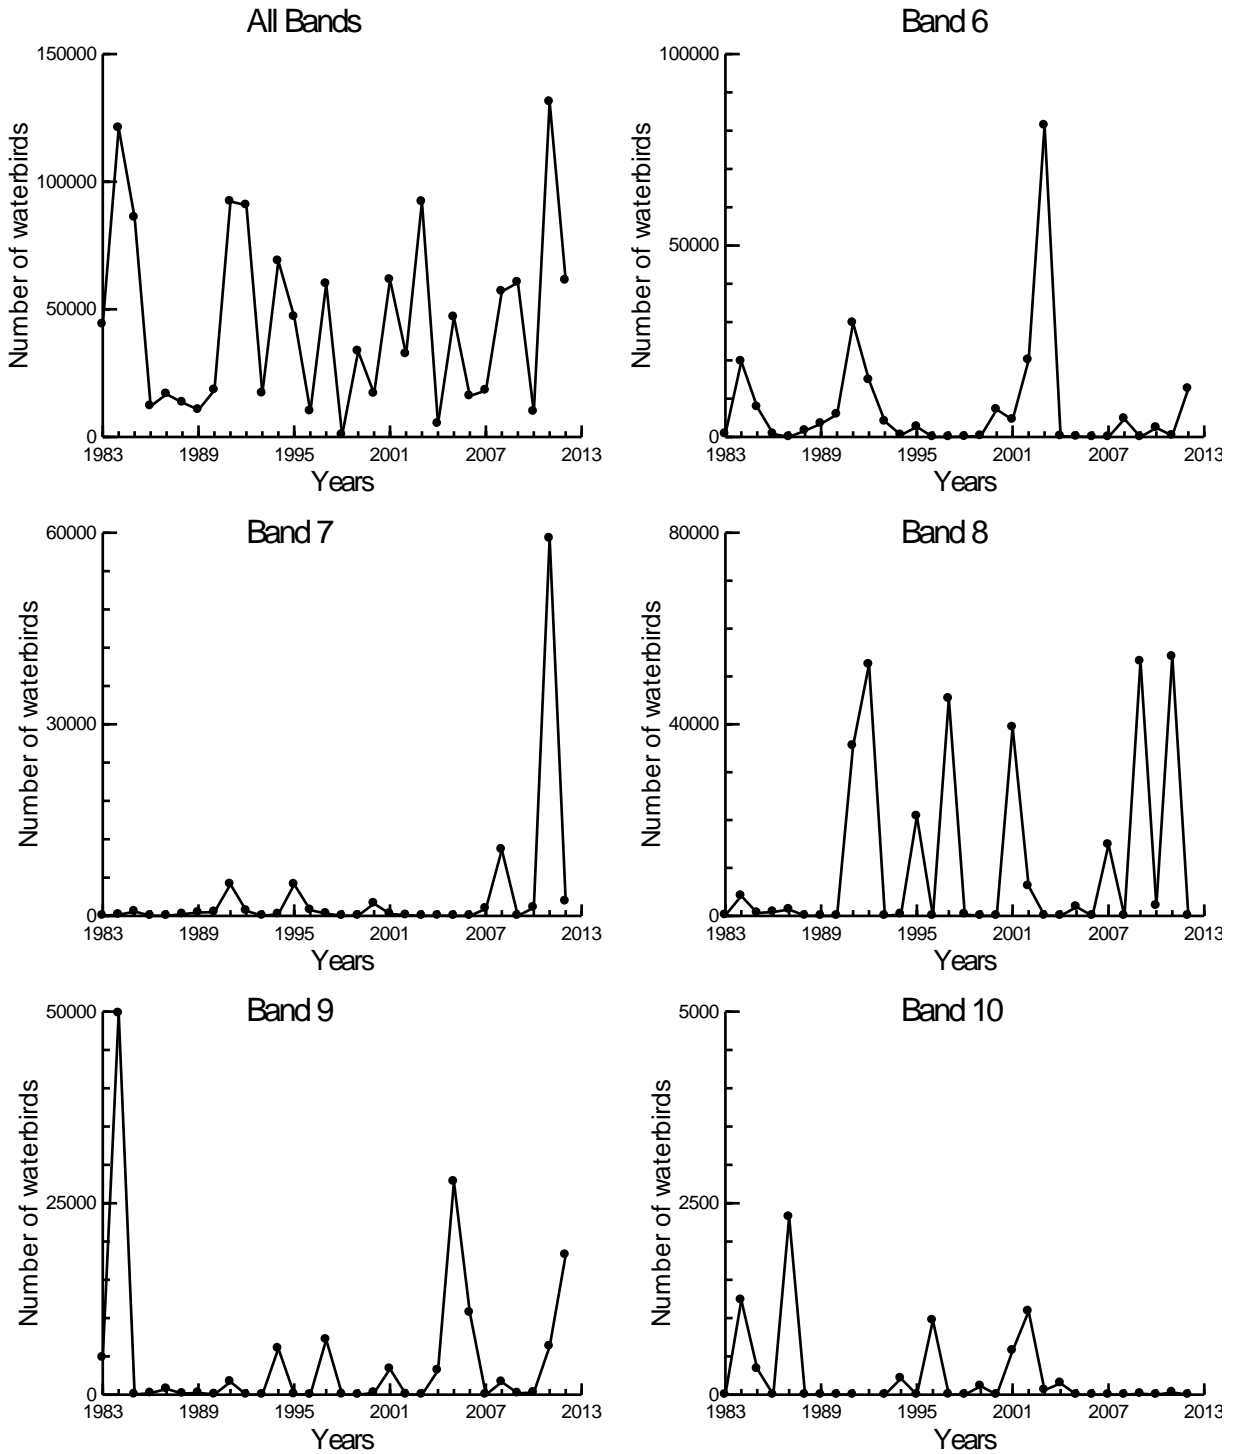 All Bands
Number of waterbirds
150000
100000
50000
0
1983 1989 1995 2001 2007 2013
Years
Band 6
Number of waterbirds
100000
50000
0
1983 1989 1995 2001 2007 2013
Years
Band 7
Number of waterbirds
60000
30000
0
1983 1989 1995 2001 2007 2013
Years
Band 8
Number of waterbirds
80000
40000
0
1983 1989 1995 2001 2007 2013
Years
Band 9
Number of waterbirds
50000
25000
0
1983 1989 1995 2001 2007 2013
Years
Band 10
Number of waterbirds
5000
2500
0
1983 1989 1995 2001 2007 2013
Years